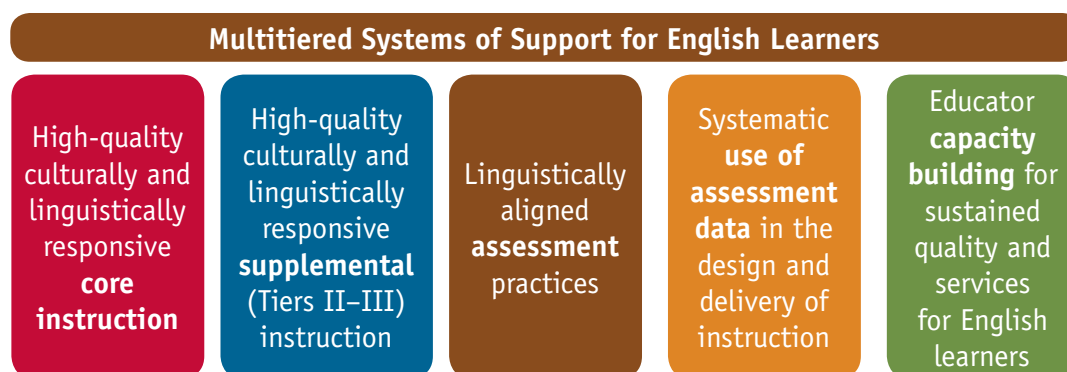 Multitiered Systems of Support for English Learners
High-quality
culturally and
linguistically
responsive
core
instruction
High-quality
culturally and
linguistically
responsive
supplemental
(Tiers II–III)
instruction
Linguistically
aligned
assessment
practices
Systematic
use of
assessment
data in the
design and
delivery of
instruction
Educator
capacity
building for
sustained
quality and
services
for English
learners